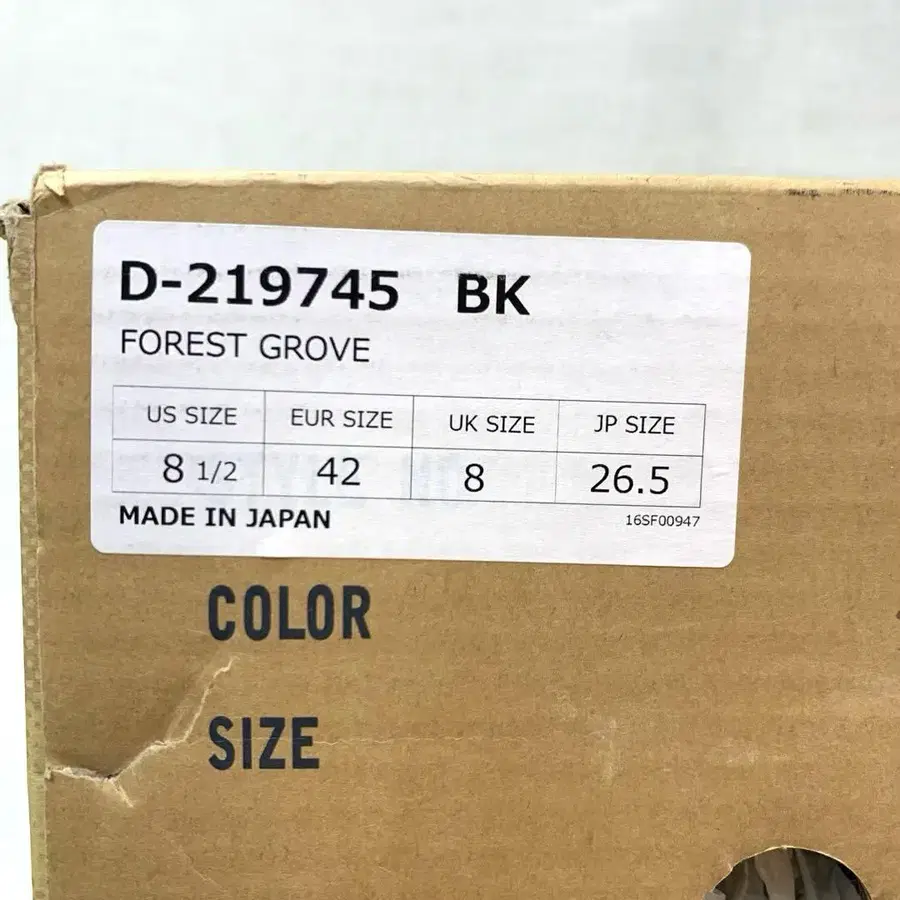 D-219745 BK
FOREST GROVE
US SIZE EUR SIZE UK SIZE JP SIZE
8 1/2 42 8 26.5
MADE IN JAPAN 16SF00947
COLOR
SIZE